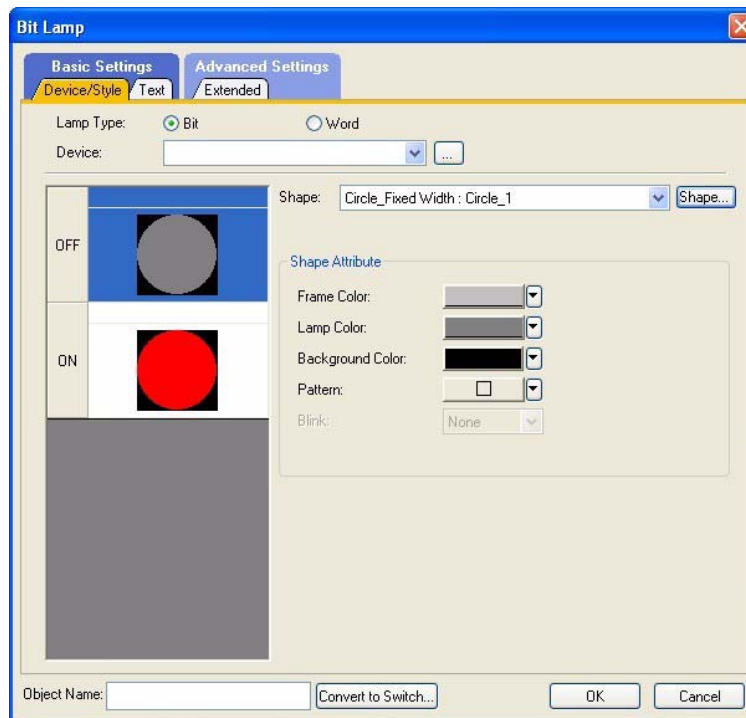 Bit Lamp
Basic Settings Advanced Settings
Device/Style Text Extended
Lamp Type: Bit Word
Device: ...
Shape: Circle_Fixed Width : Circle_1 Shape...
OFF
Shape Attribute
Frame Color:
Lamp Color:
ON
Background Color:
Pattern:
Blink: None
Object Name: Convert to Switch... OK Cancel